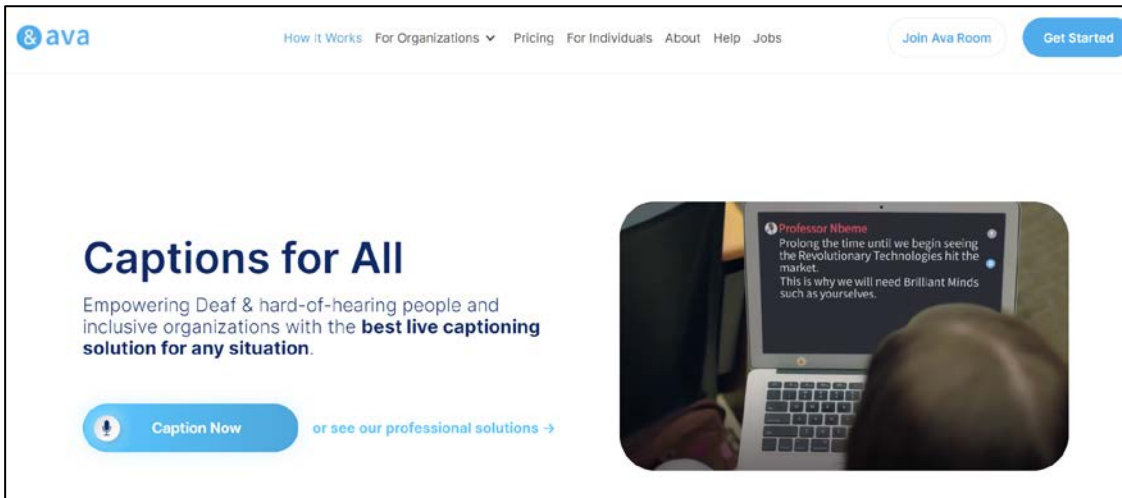 & ava
How it Works For Organizations Pricing For Individuals About Help Jobs
Join Ava Room
Get Started
Captions for All
Empowering Deaf & hard-of-hearing people and
inclusive organizations with the best live captioning
solution for any situation.
Caption Now
or see our professional solutions →
Professor Nbeme
Prolong the time until we begin seeing
the Revolutionary Technologies hit the
market.
This is why we will need Brilliant Minds
such as yourselves.